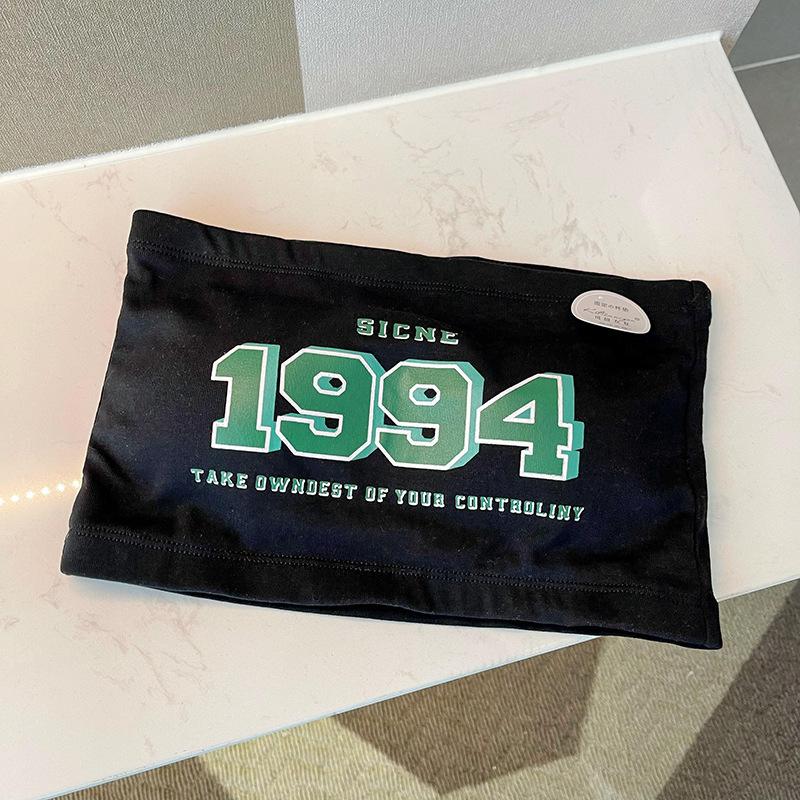 SICNE
1994
TAKE OWNDEST OF YOUR CONTROLINY